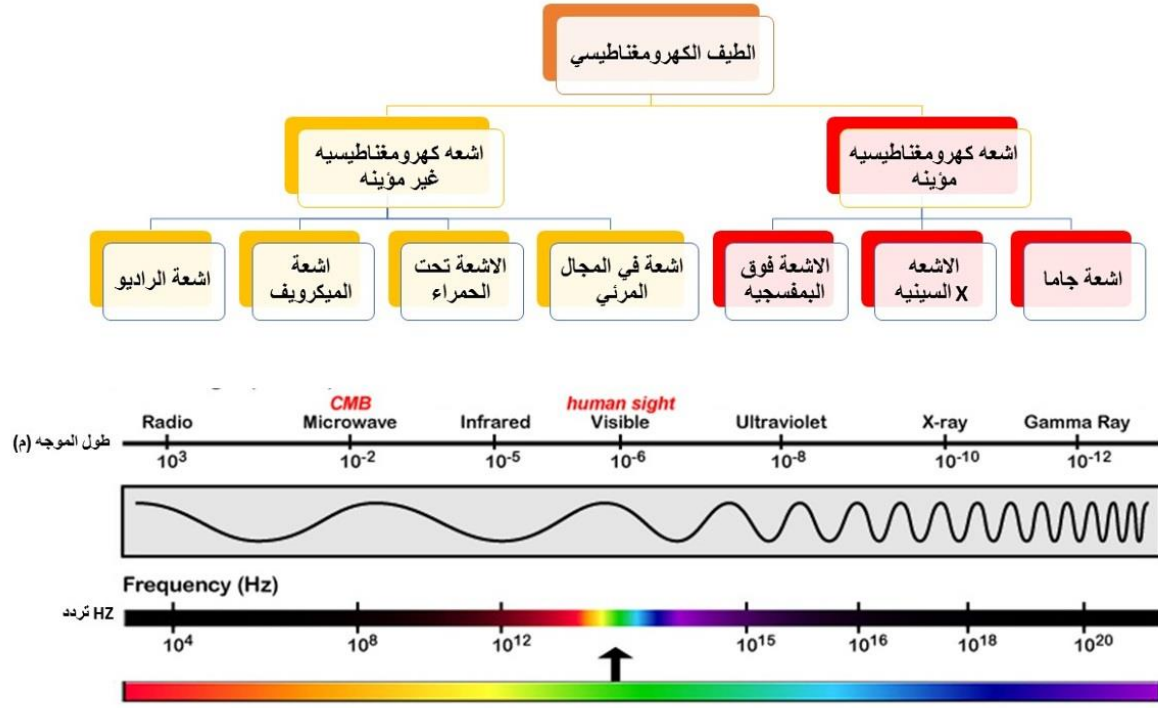 الطيف الكهرومغناطيسي
اشعه كهرومغناطيسيه
مؤينه
اشعه كهرومغناطيسيه
غير مؤينه
اشعة جاما
الاشعه
السينيه X
الاشعة فوق
البمفسجيه
اشعة في المجال
المرئي
الاشعة تحت
الحمراء
اشعة
الميكرويف
اشعة الراديو
CMB human sight
Radio Microwave Infrared Visible Ultraviolet X-ray Gamma Ray
طول الموجه (م)
10³ 10⁻² 10⁻⁵ 10⁻⁶ 10⁻⁸ 10⁻¹⁰ 10⁻¹²
Frequency (Hz)
تردد HZ
10⁴ 10⁸ 10¹² 10¹⁵ 10¹⁶ 10¹⁸ 10²⁰